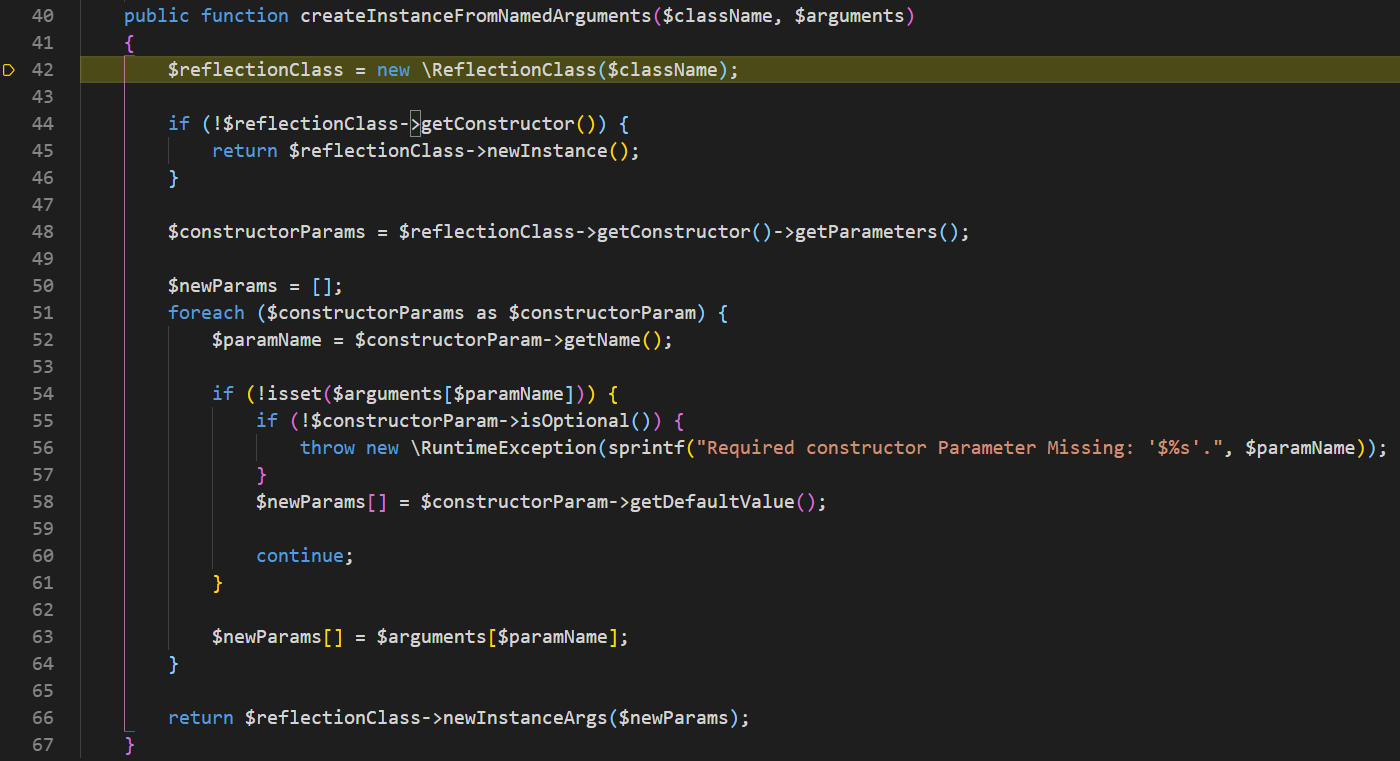 40 public function createInstanceFromNamedArguments($className, $arguments)
41 {
42 $reflectionClass = new \ReflectionClass($className);
43
44 if (!$reflectionClass->getConstructor()) {
45 return $reflectionClass->newInstance();
46 }
47
48 $constructorParams = $reflectionClass->getConstructor()->getParameters();
49
50 $newParams = [];
51 foreach ($constructorParams as $constructorParam) {
52 $paramName = $constructorParam->getName();
53
54 if (!isset($arguments[$paramName])) {
55 if (!$constructorParam->isOptional()) {
56 throw new \RuntimeException(sprintf("Required constructor Parameter Missing: '$%s'.", $paramName));
57 }
58 $newParams[] = $constructorParam->getDefaultValue();
59
60 continue;
61 }
62
63 $newParams[] = $arguments[$paramName];
64 }
65
66 return $reflectionClass->newInstanceArgs($newParams);
67 }